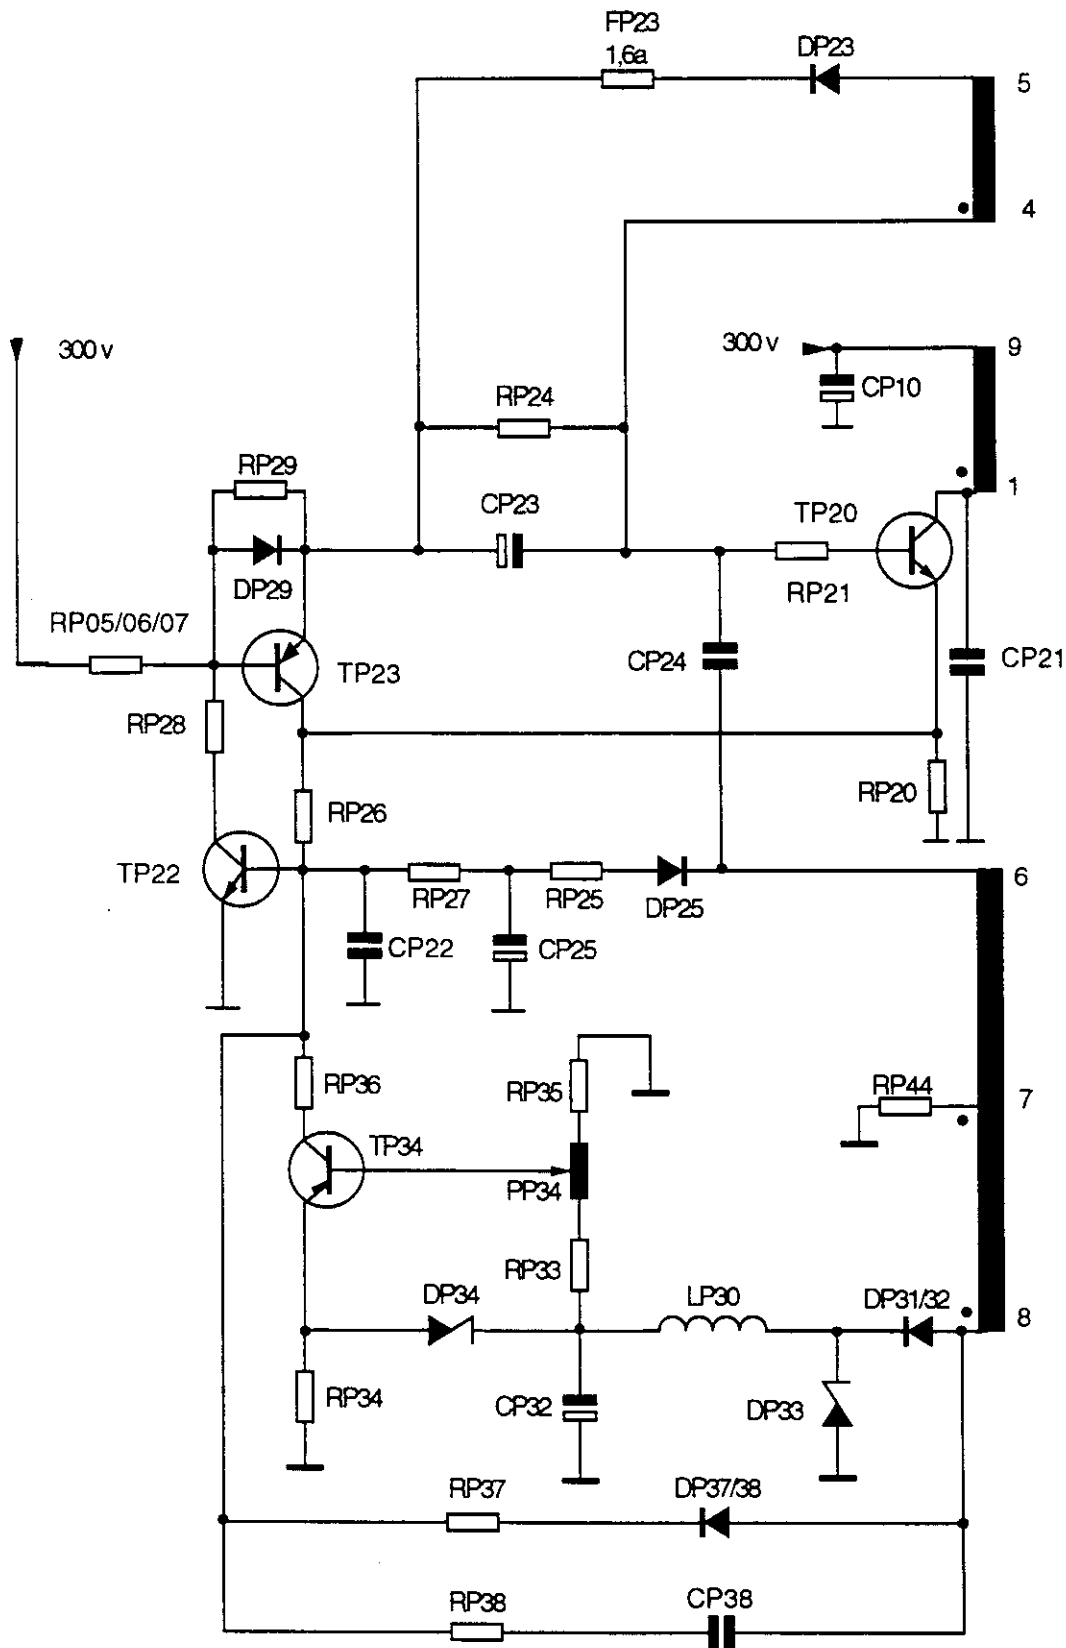 FP23
1,6a
DP23
5
4
300 v
300 v
9
CP10
RP24
RP29
1
CP23
TP20
DP29
RP21
RP05/06/07
TP23
CP24
CP21
RP28
RP26
RP20
TP22
6
RP27
RP25
DP25
CP22
CP25
RP36
RP35
RP44
7
TP34
PP34
RP33
DP34
LP30
DP31/32
8
RP34
CP32
DP33
RP37
DP37/38
RP38
CP38